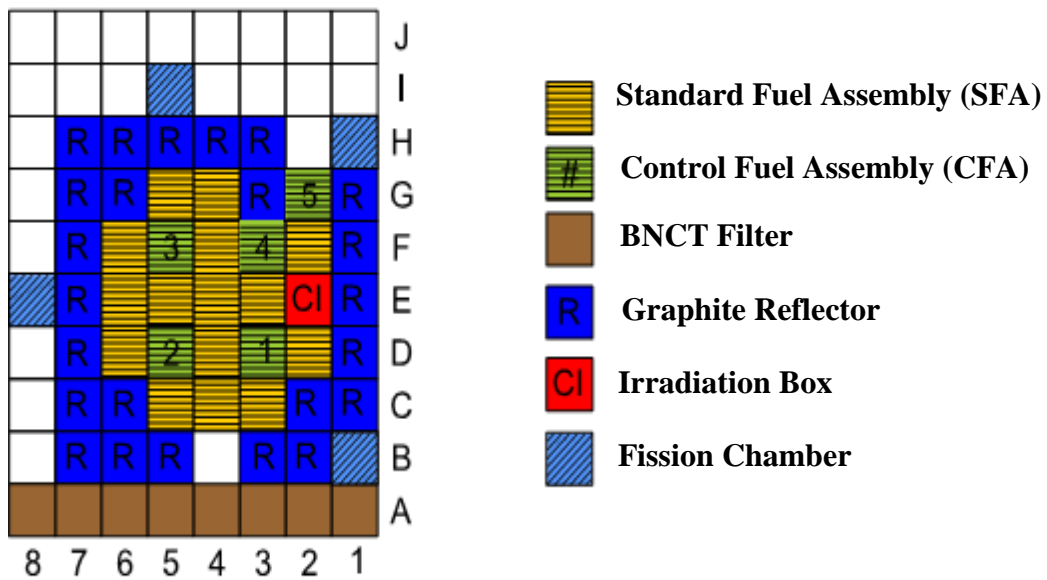 J
I
R R R R R H
R R R 5 R G
R 3 4 R F
R CI R E
R 2 1 R D
R R R R C
R R R R R B
A
8 7 6 5 4 3 2 1
Standard Fuel Assembly (SFA)
# Control Fuel Assembly (CFA)
BNCT Filter
R Graphite Reflector
CI Irradiation Box
Fission Chamber